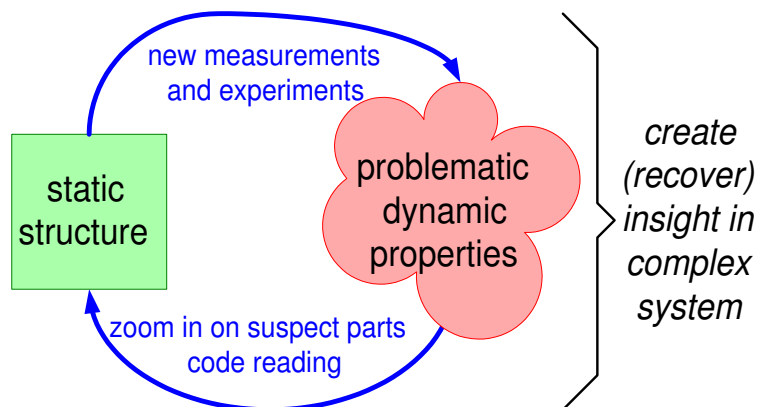 new measurements
and experiments
static
structure
problematic
dynamic
properties
zoom in on suspect parts
code reading
create
(recover)
insight in
complex
system